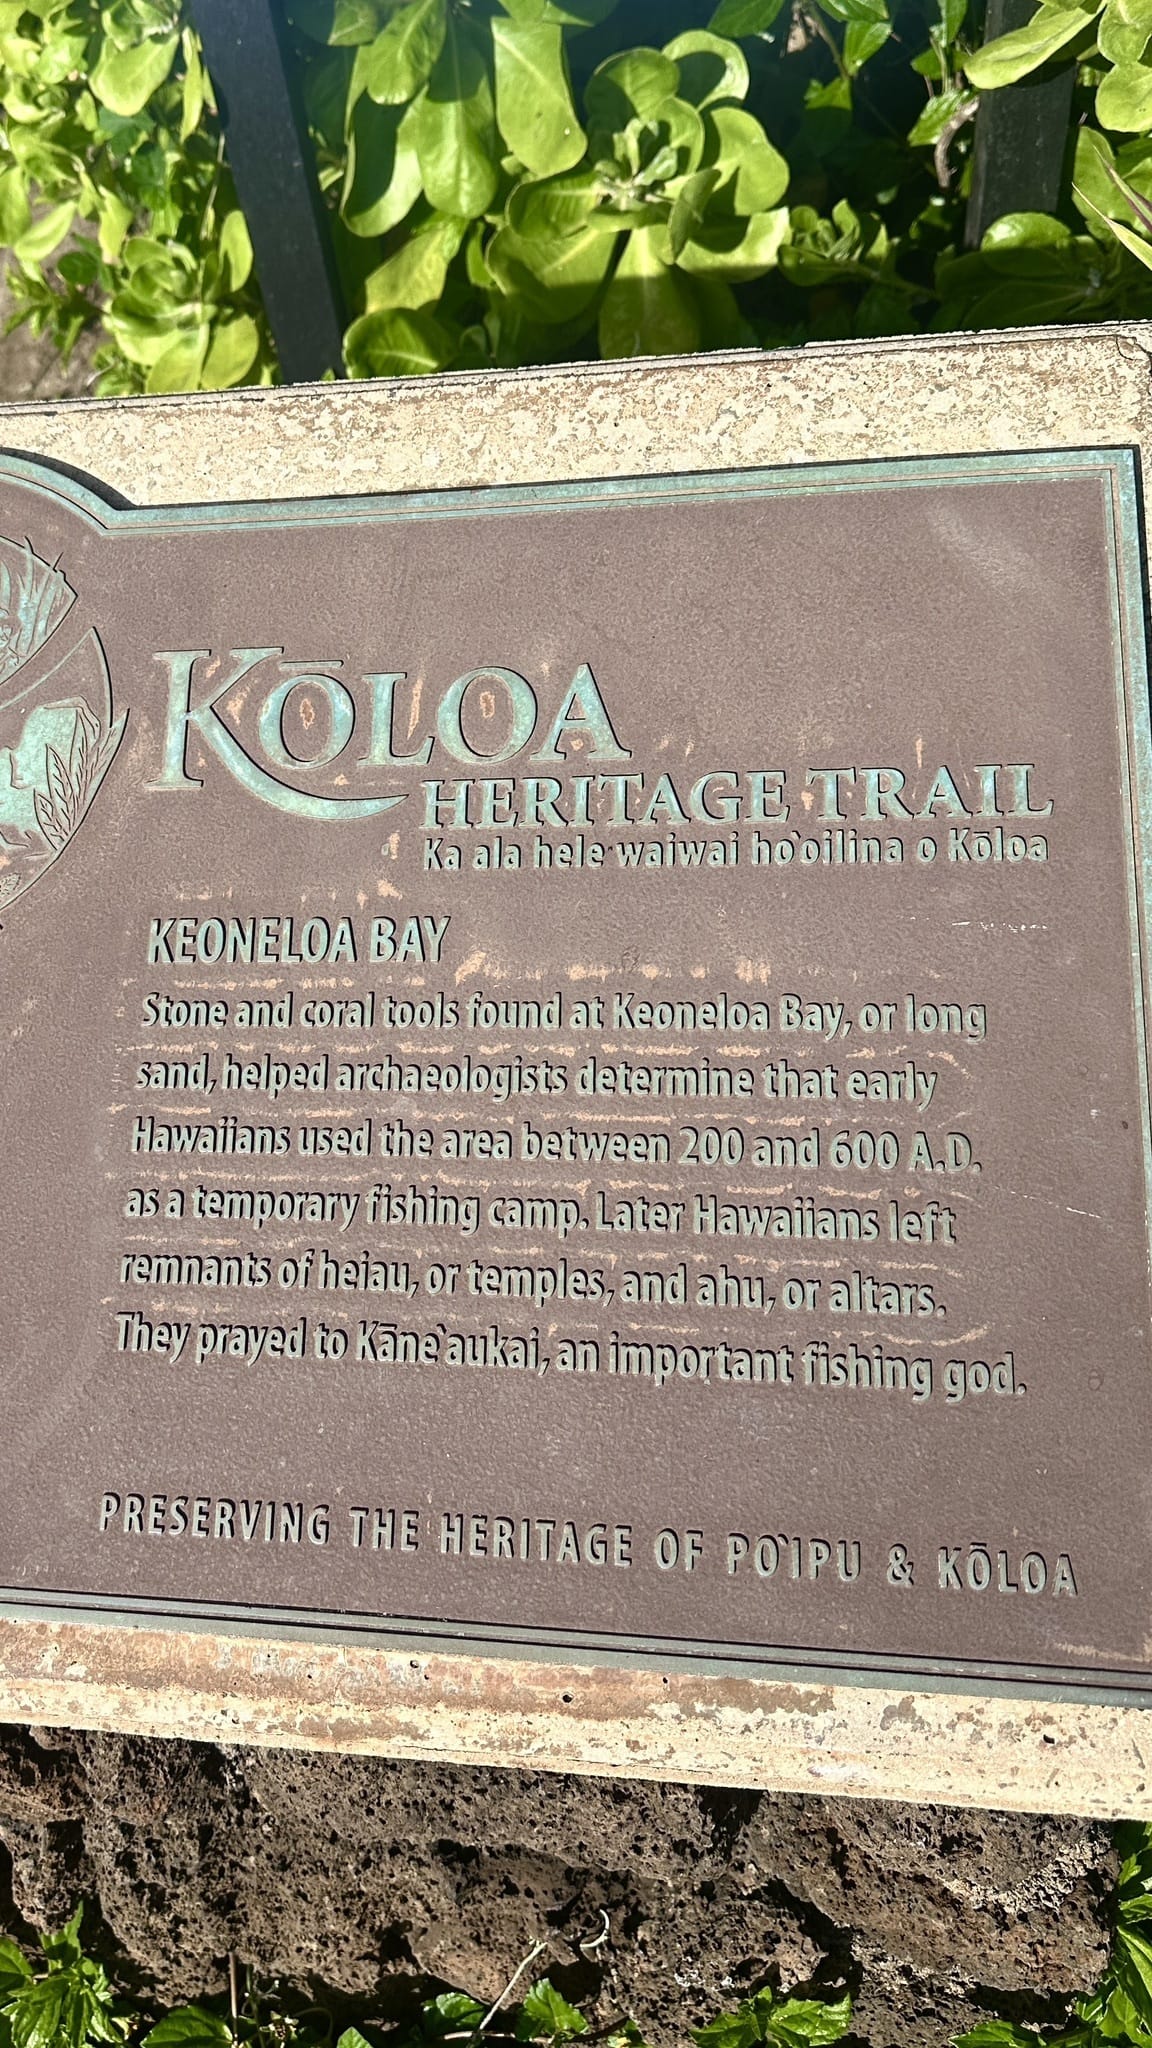 KŌLOA
HERITAGE TRAIL
Ka ala hele waiwai ho`oilina o Kōloa
KEONELOA BAY
Stone and coral tools found at Keoneloa Bay, or long
sand, helped archaeologists determine that early
Hawaiians used the area between 200 and 600 A.D.
as a temporary fishing camp. Later Hawaiians left
remnants of heiau, or temples, and ahu, or altars.
They prayed to Kāne`aukai, an important fishing god.
PRESERVING THE HERITAGE OF PO`IPU & KŌLOA